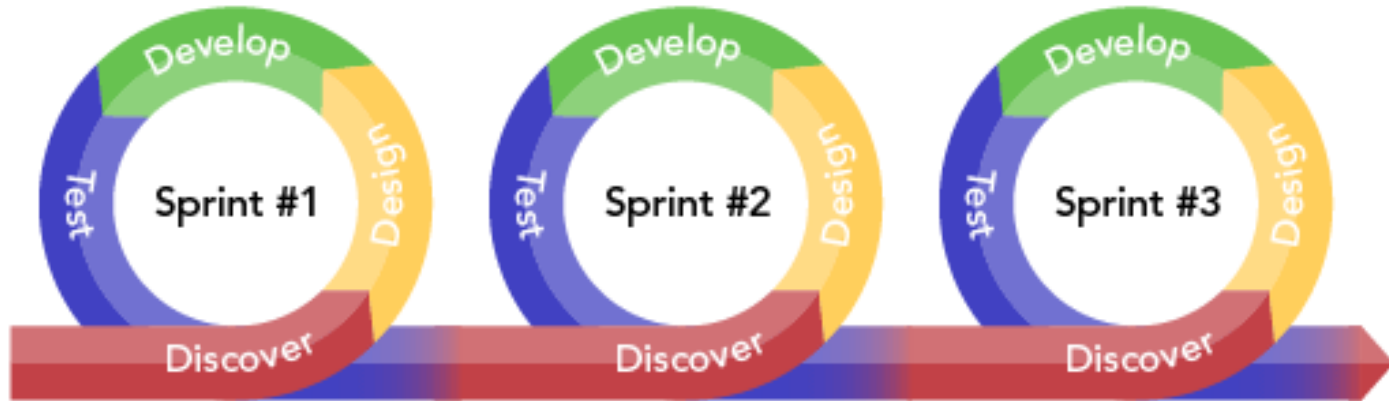 Develop
Test
Sprint #1
Design
Discover
Develop
Test
Sprint #2
Design
Discover
Develop
Test
Sprint #3
Design
Discover